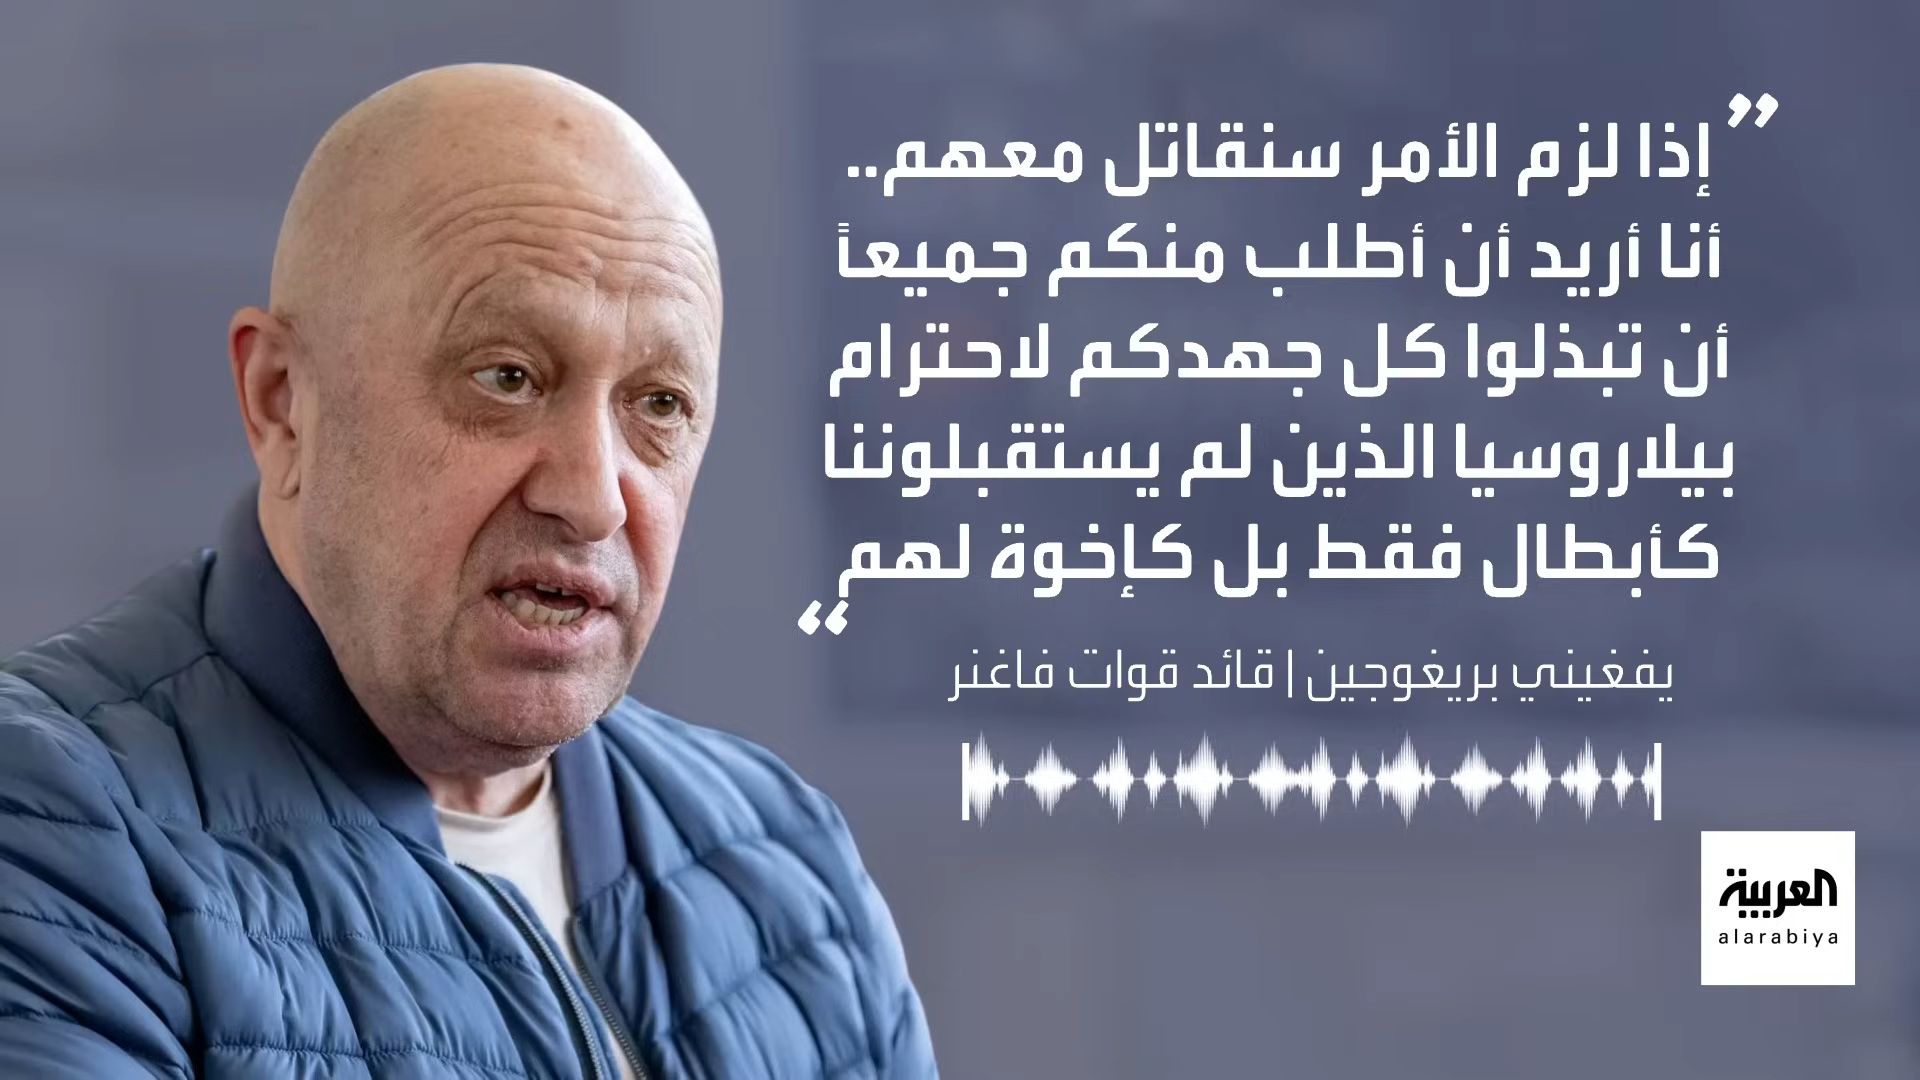 ”إذا لزم الأمر سنقاتل معهم..
أنا أريد أن أطلب منكم جميعاً
أن تبذلوا كل جهدكم لاحترام
بيلاروسيا الذين لم يستقبلوننا
كأبطال فقط بل كإخوة لهم“
يفغيني بريغوجين | قائد قوات فاغنر
العربية
alarabiya